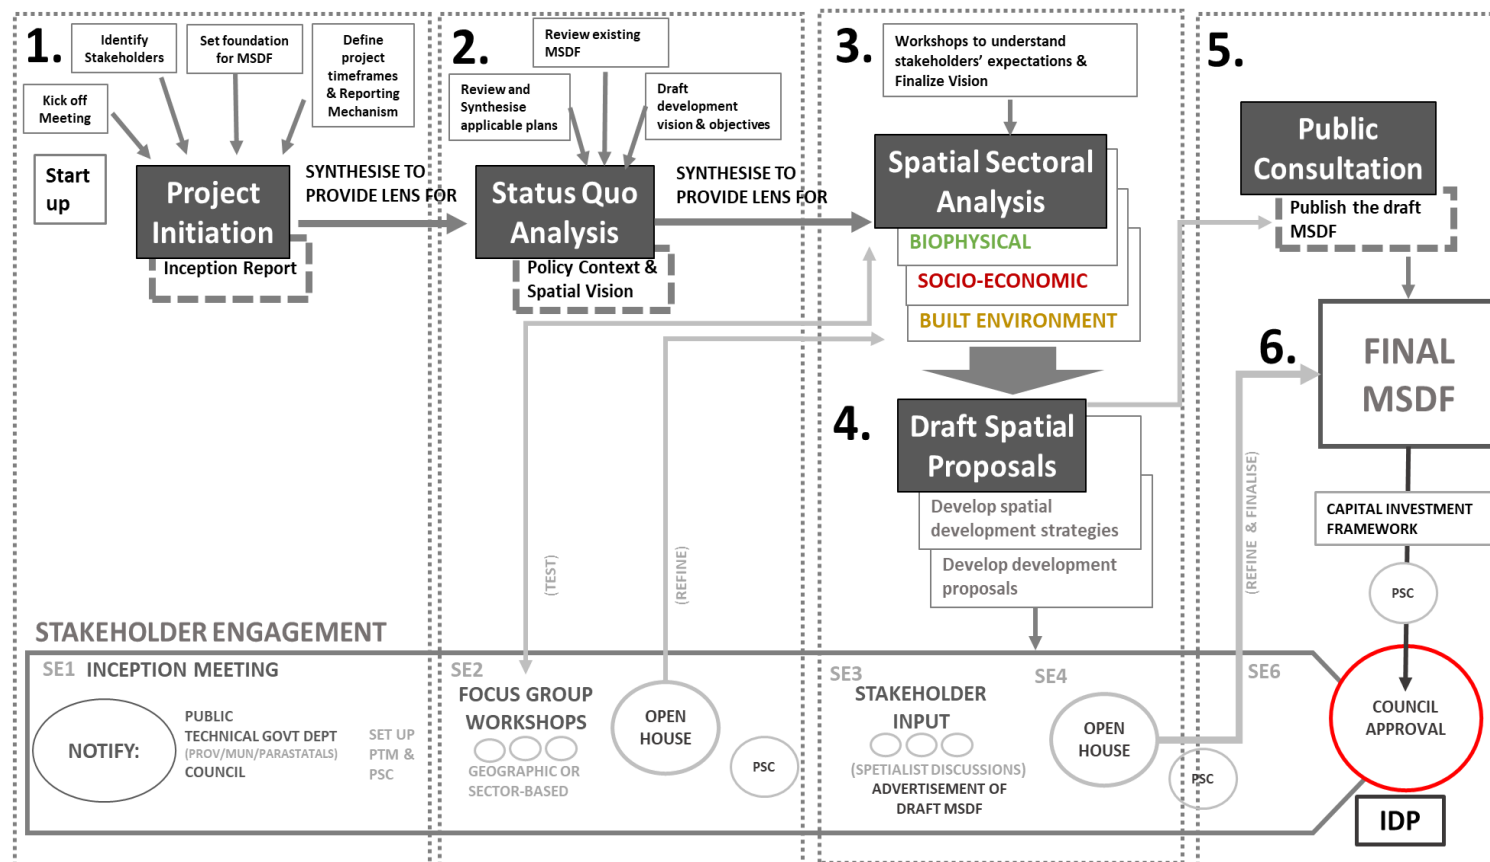 1.
Identify
Stakeholders
Set foundation
for MSDF
Define
project
timeframes
& Reporting
Mechanism
Kick off
Meeting
Start
up
Project
Initiation
Inception Report
SYNTHESISE TO
PROVIDE LENS FOR
2.
Review existing
MSDF
Review and
Synthesise
applicable plans
Draft
development
vision & objectives
Status Quo
Analysis
Policy Context &
Spatial Vision
SYNTHESISE TO
PROVIDE LENS FOR
3.
Workshops to understand
stakeholders' expectations &
Finalize Vision
Spatial Sectoral
Analysis
BIOPHYSICAL
SOCIO-ECONOMIC
BUILT ENVIRONMENT
4.
Draft Spatial
Proposals
Develop spatial
development strategies
Develop development
proposals
5.
Public
Consultation
Publish the draft
MSDF
6.
FINAL
MSDF
CAPITAL INVESTMENT
FRAMEWORK
PSC
(TEST)
(REFINE)
(REFINE & FINALISE)
STAKEHOLDER ENGAGEMENT
SE1 INCEPTION MEETING
NOTIFY:
PUBLIC
TECHNICAL GOVT DEPT
(PROV/MUN/PARASTATALS)
COUNCIL
SET UP
PTM &
PSC
SE2
FOCUS GROUP
WORKSHOPS
GEOGRAPHIC OR
SECTOR-BASED
OPEN
HOUSE
PSC
SE3
STAKEHOLDER
INPUT
(SPETIALIST DISCUSSIONS)
ADVERTISEMENT OF
DRAFT MSDF
SE4
OPEN
HOUSE
PSC
SE6
COUNCIL
APPROVAL
IDP